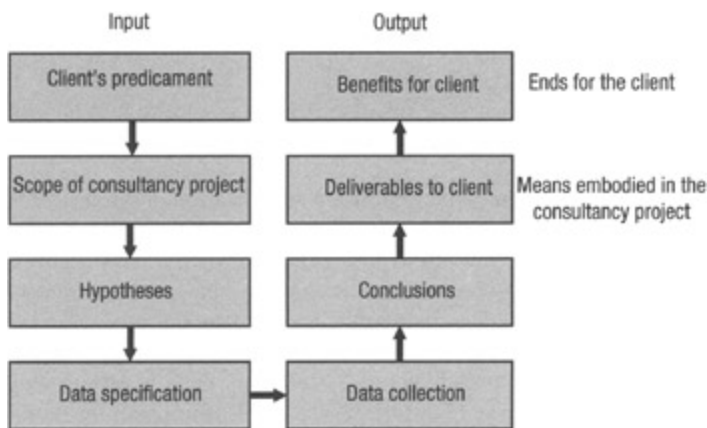 Input
Output
Client's predicament
Benefits for client
Ends for the client
Scope of consultancy project
Deliverables to client
Means embodied in the
consultancy project
Hypotheses
Conclusions
Data specification
Data collection